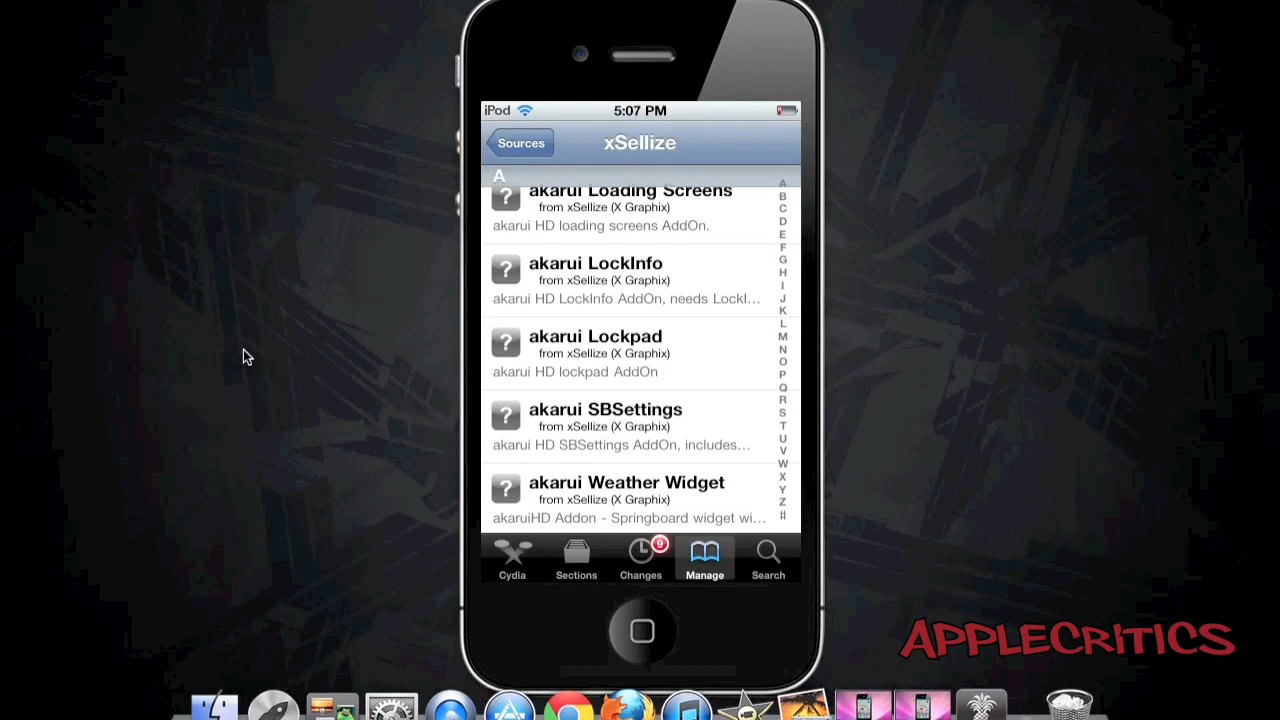 iPod 5:07 PM
Sources xSellize
A
akarui Loading Screens
from xSellize (X Graphix)
akarui HD loading screens AddOn.
akarui LockInfo
from xSellize (X Graphix)
akarui HD LockInfo AddOn, needs LockI...
akarui Lockpad
from xSellize (X Graphix)
akarui HD lockpad AddOn
akarui SBSettings
from xSellize (X Graphix)
akarui HD SBSettings AddOn, includes...
akarui Weather Widget
from xSellize (X Graphix)
akaruiHD Addon - Springboard widget wi...
A
B
C
D
E
F
G
H
I
J
K
L
M
N
O
P
Q
R
S
T
U
V
W
X
Y
Z
#
9
Cydia Sections Changes Manage Search
APPLECRITICS